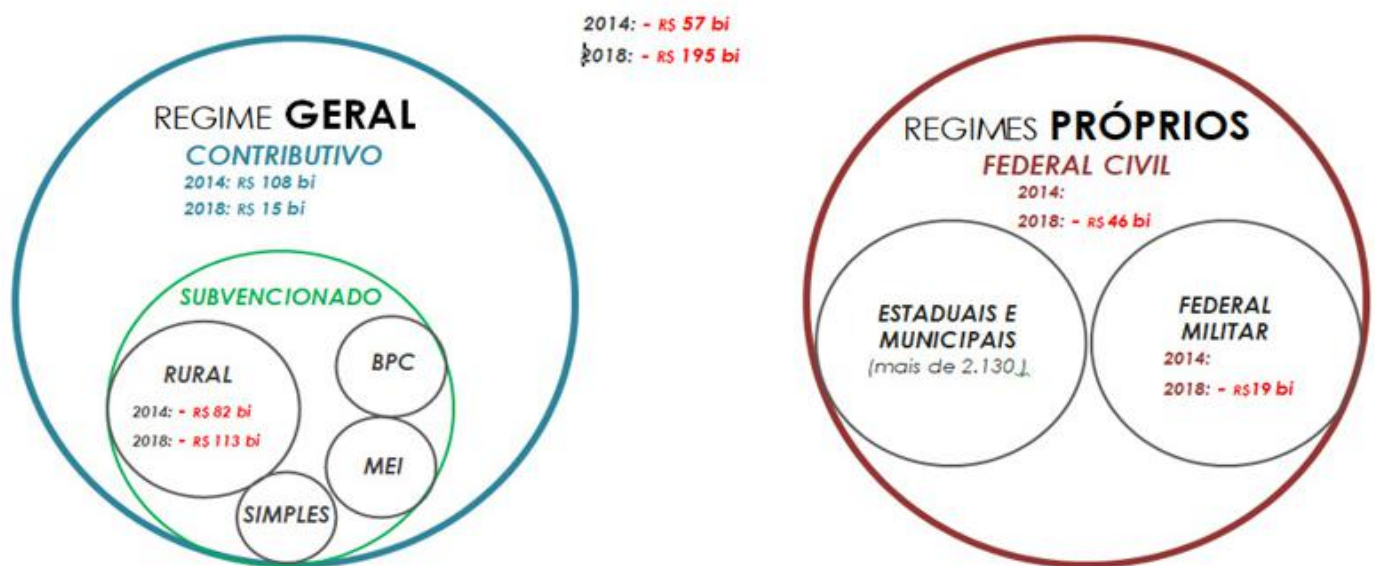 2014: - R$ 57 bi
2018: - R$ 195 bi
REGIME GERAL
CONTRIBUTIVO
2014: R$ 108 bi
2018: R$ 15 bi
SUBVENCIONADO
RURAL
2014: - R$ 82 bi
2018: - R$ 113 bi
BPC
MEI
SIMPLES
REGIMES PRÓPRIOS
FEDERAL CIVIL
2014:
2018: - R$ 46 bi
ESTADUAIS E
MUNICIPAIS
(mais de 2.130 ).
FEDERAL
MILITAR
2014:
2018: - R$19 bi